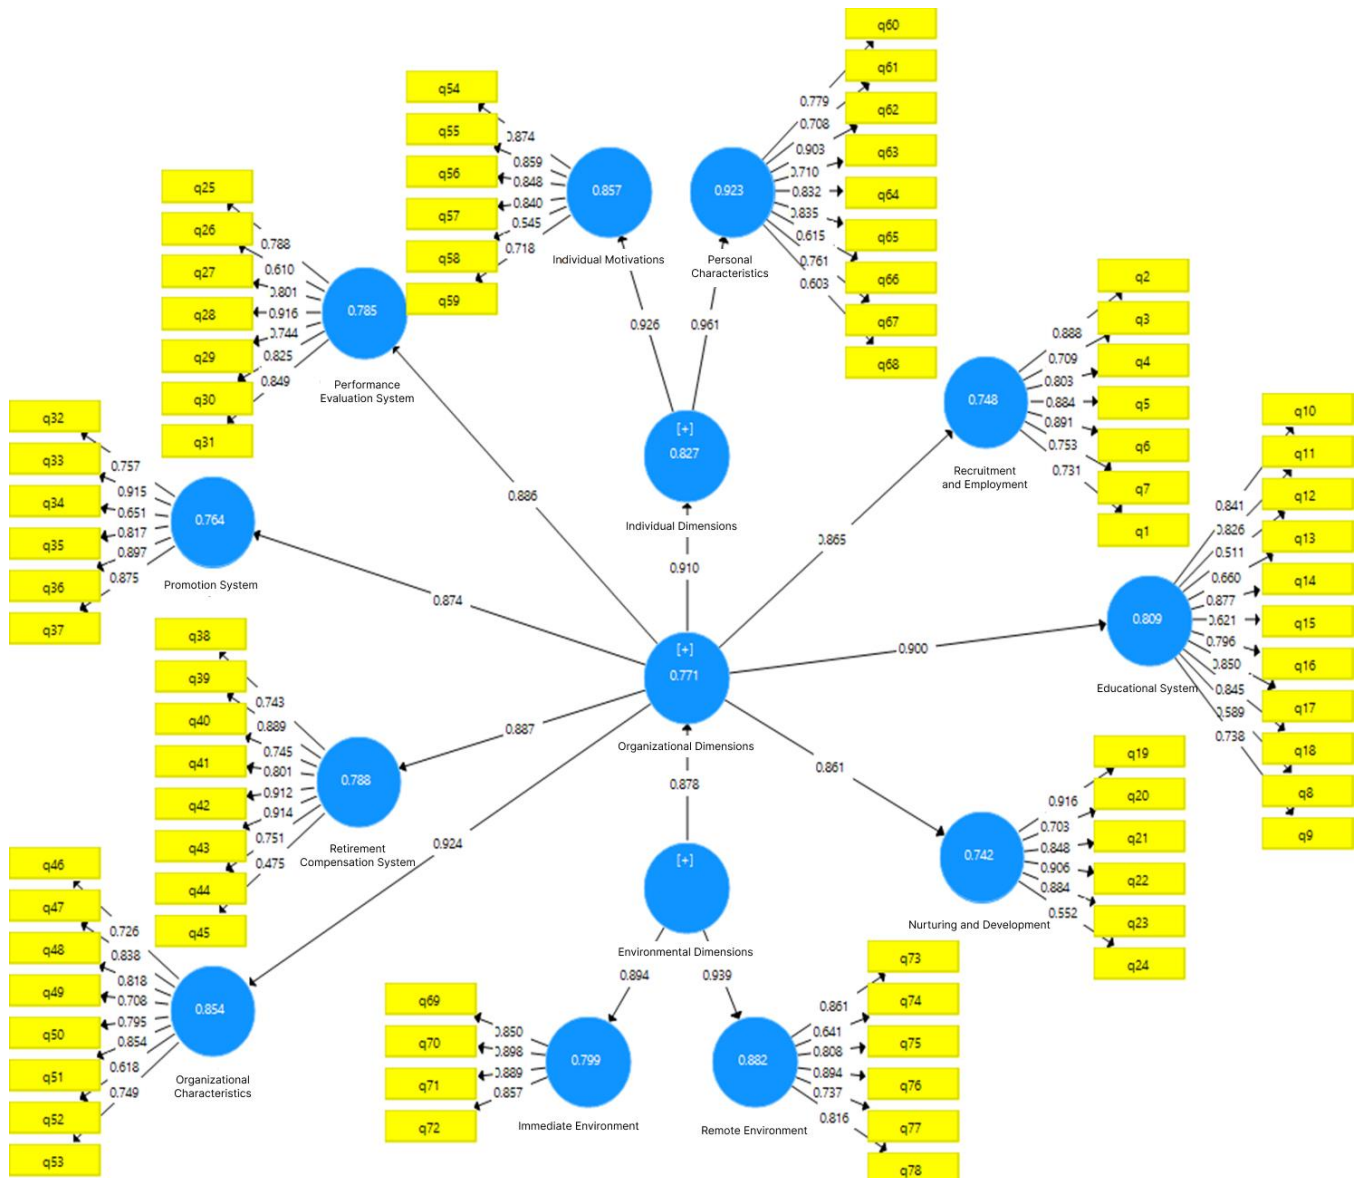 q60
q61
q62
q63
q64
q65
q66
q67
q68
0.779
0.708
0.903
0.710
0.832
0.835
0.615
0.761
0.603
0.923
Personal
Characteristics
q54
q55
q56
q57
q58
q59
0.874
0.859
0.848
0.840
0.545
0.718
0.857
Individual Motivations
q25
q26
q27
q28
q29
q30
q31
0.788
0.610
0.801
0.916
0.744
0.825
0.849
0.785
Performance
Evaluation System
0.926
0.961
[+]
0.827
Individual Dimensions
q2
q3
q4
q5
q6
q7
q1
0.888
0.709
0.803
0.884
0.891
0.753
0.731
0.748
Recruitment
and Employment
q32
q33
q34
q35
q36
q37
0.757
0.915
0.651
0.817
0.897
0.875
0.764
Promotion System
0.886
0.910
0.865
0.874
0.900
q10
q11
q12
q13
q14
q15
q16
q17
q18
q8
q9
0.841
0.826
0.511
0.660
0.877
0.621
0.796
0.850
0.845
0.589
0.738
0.809
Educational System
[+]
0.771
Organizational Dimensions
q38
q39
q40
q41
q42
q43
q44
q45
0.743
0.889
0.745
0.801
0.912
0.914
0.751
0.475
0.788
Retirement
Compensation System
0.887
0.924
0.878
0.861
q19
q20
q21
q22
q23
q24
0.916
0.703
0.848
0.906
0.884
0.552
0.742
Nurturing and Development
q46
q47
q48
q49
q50
q51
q52
q53
0.726
0.838
0.818
0.708
0.795
0.854
0.618
0.749
0.854
Organizational
Characteristics
[+]
Environmental Dimensions
0.894
0.939
q69
q70
q71
q72
0.850
0.898
0.889
0.857
0.799
Immediate Environment
q73
q74
q75
q76
q77
q78
0.861
0.641
0.808
0.894
0.737
0.816
0.882
Remote Environment